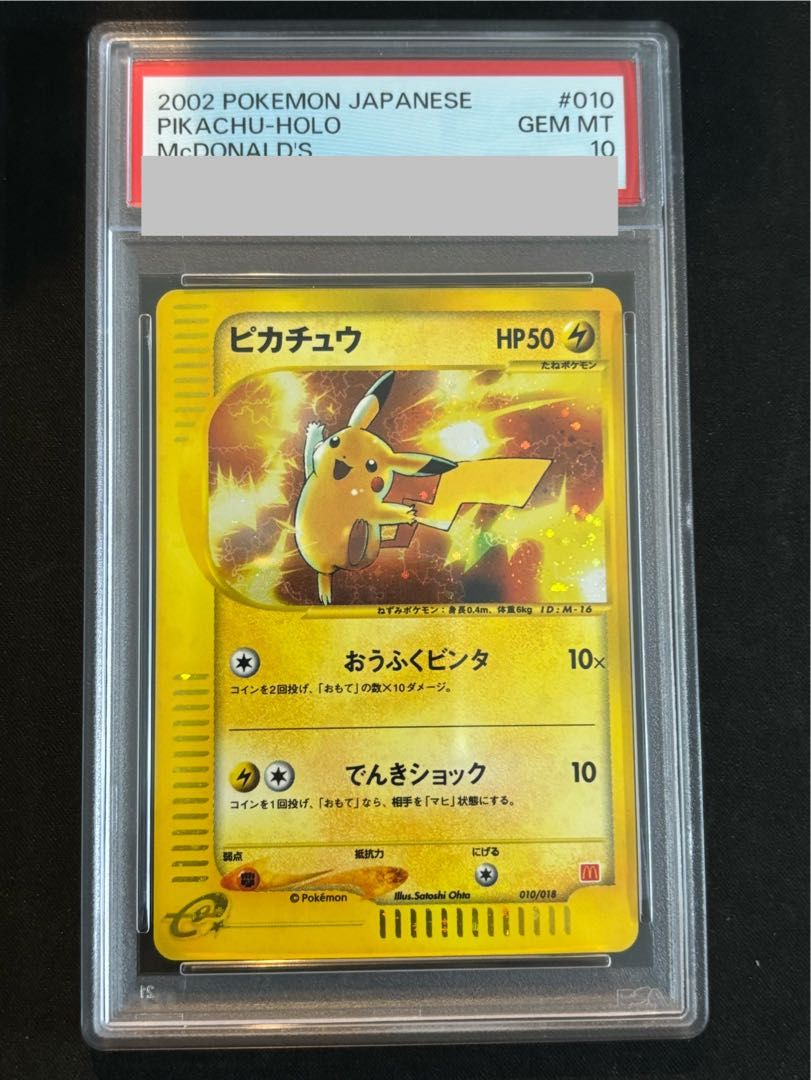 2002 POKEMON JAPANESE #010
PIKACHU-HOLO GEM MT
McDONALD'S 10
ピカチュウ HP50
たねポケモン
ねずみポケモン：身長0.4m、体重6kg ID:M-16
おうふくビンタ 10×
コインを2回投げ、「おもて」の数×10ダメージ。
でんきショック 10
コインを1回投げ、「おもて」なら、相手を「マヒ」状態にする。
弱点 抵抗力 にげる
©Pokémon Illus.Satoshi Ohta 010/018